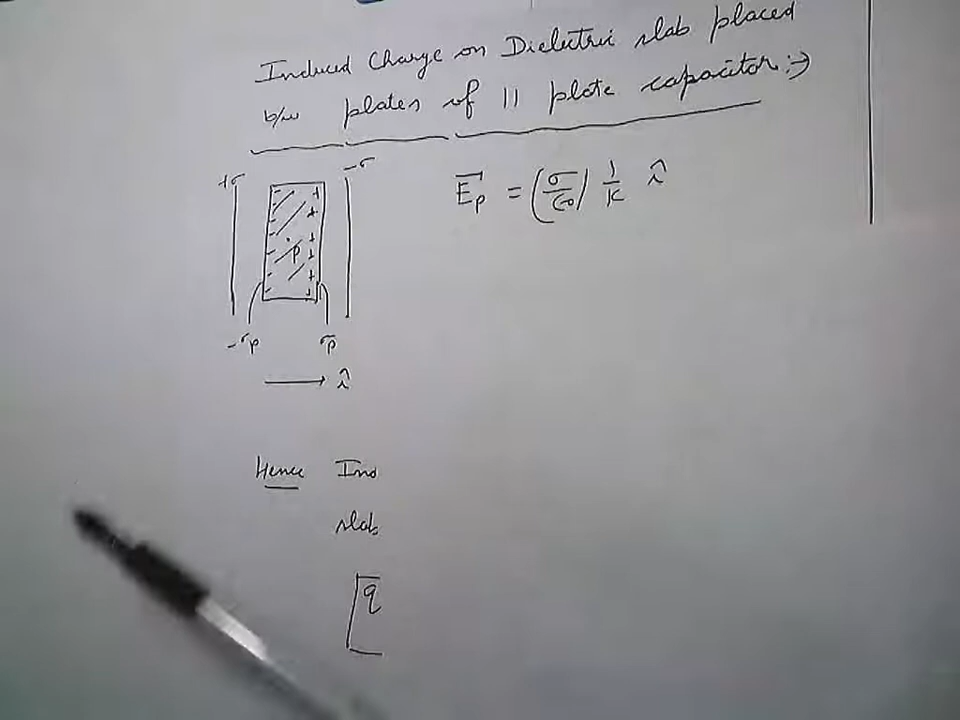 Induced Charge on Dielectric slab placed
b/w plates of || plate capacitor :→
+σ
-σ
E⃗p = (σ/ε0) 1/K î
- +
- +
- +
- P +
- +
- +
-σp σp
→ î
Hence Ind
slab
q